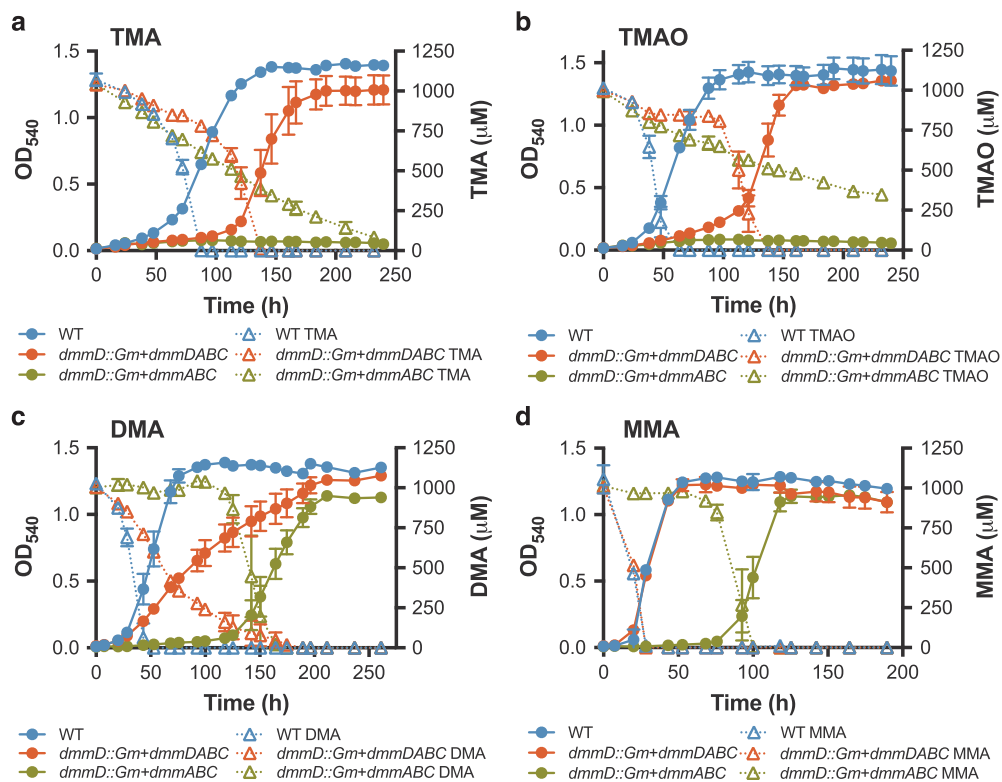 a
TMA
1.5
1.0
0.5
0.0
OD540
1250
1000
750
500
250
0
TMA (μM)
0 50 100 150 200 250
Time (h)
WT
dmmD::Gm+dmmDABC
dmmD::Gm+dmmABC
WT TMA
dmmD::Gm+dmmDABC TMA
dmmD::Gm+dmmABC TMA
b
TMAO
1.5
1.0
0.5
0.0
OD540
1250
1000
750
500
250
0
TMAO (μM)
0 50 100 150 200 250
Time (h)
WT
dmmD::Gm+dmmDABC
dmmD::Gm+dmmABC
WT TMAO
dmmD::Gm+dmmDABC TMAO
dmmD::Gm+dmmABC TMAO
c
DMA
1.5
1.0
0.5
0.0
OD540
1250
1000
750
500
250
0
DMA (μM)
0 50 100 150 200 250
Time (h)
WT
dmmD::Gm+dmmDABC
dmmD::Gm+dmmABC
WT DMA
dmmD::Gm+dmmDABC DMA
dmmD::Gm+dmmABC DMA
d
MMA
1.5
1.0
0.5
0.0
OD540
1250
1000
750
500
250
0
MMA (μM)
0 50 100 150 200
Time (h)
WT
dmmD::Gm+dmmDABC
dmmD::Gm+dmmABC
WT MMA
dmmD::Gm+dmmDABC MMA
dmmD::Gm+dmmABC MMA